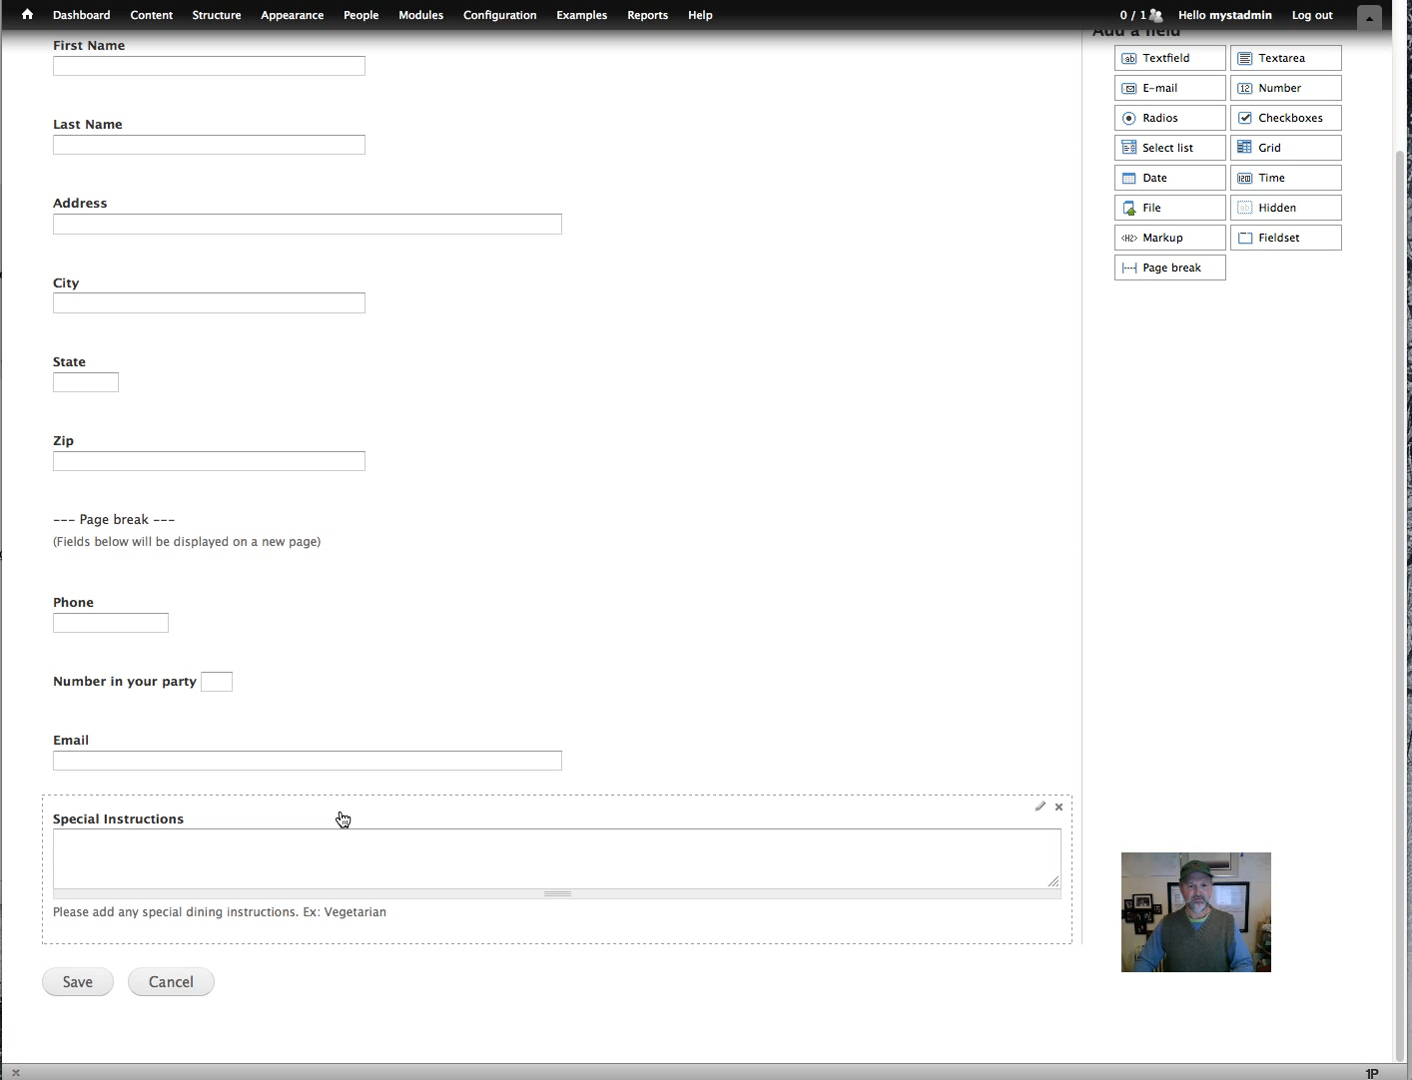 Dashboard Content Structure Appearance People Modules Configuration Examples Reports Help 0 / 1 Hello mystadmin Log out
Add a field
First Name
Textfield Textarea
E-mail Number
Radios Checkboxes
Last Name
Select list Grid
Date Time
Address
File Hidden
Markup Fieldset
Page break
City
State
Zip
--- Page break ---
(Fields below will be displayed on a new page)
Phone
Number in your party
Email
Special Instructions
Please add any special dining instructions. Ex: Vegetarian
Save Cancel
1P